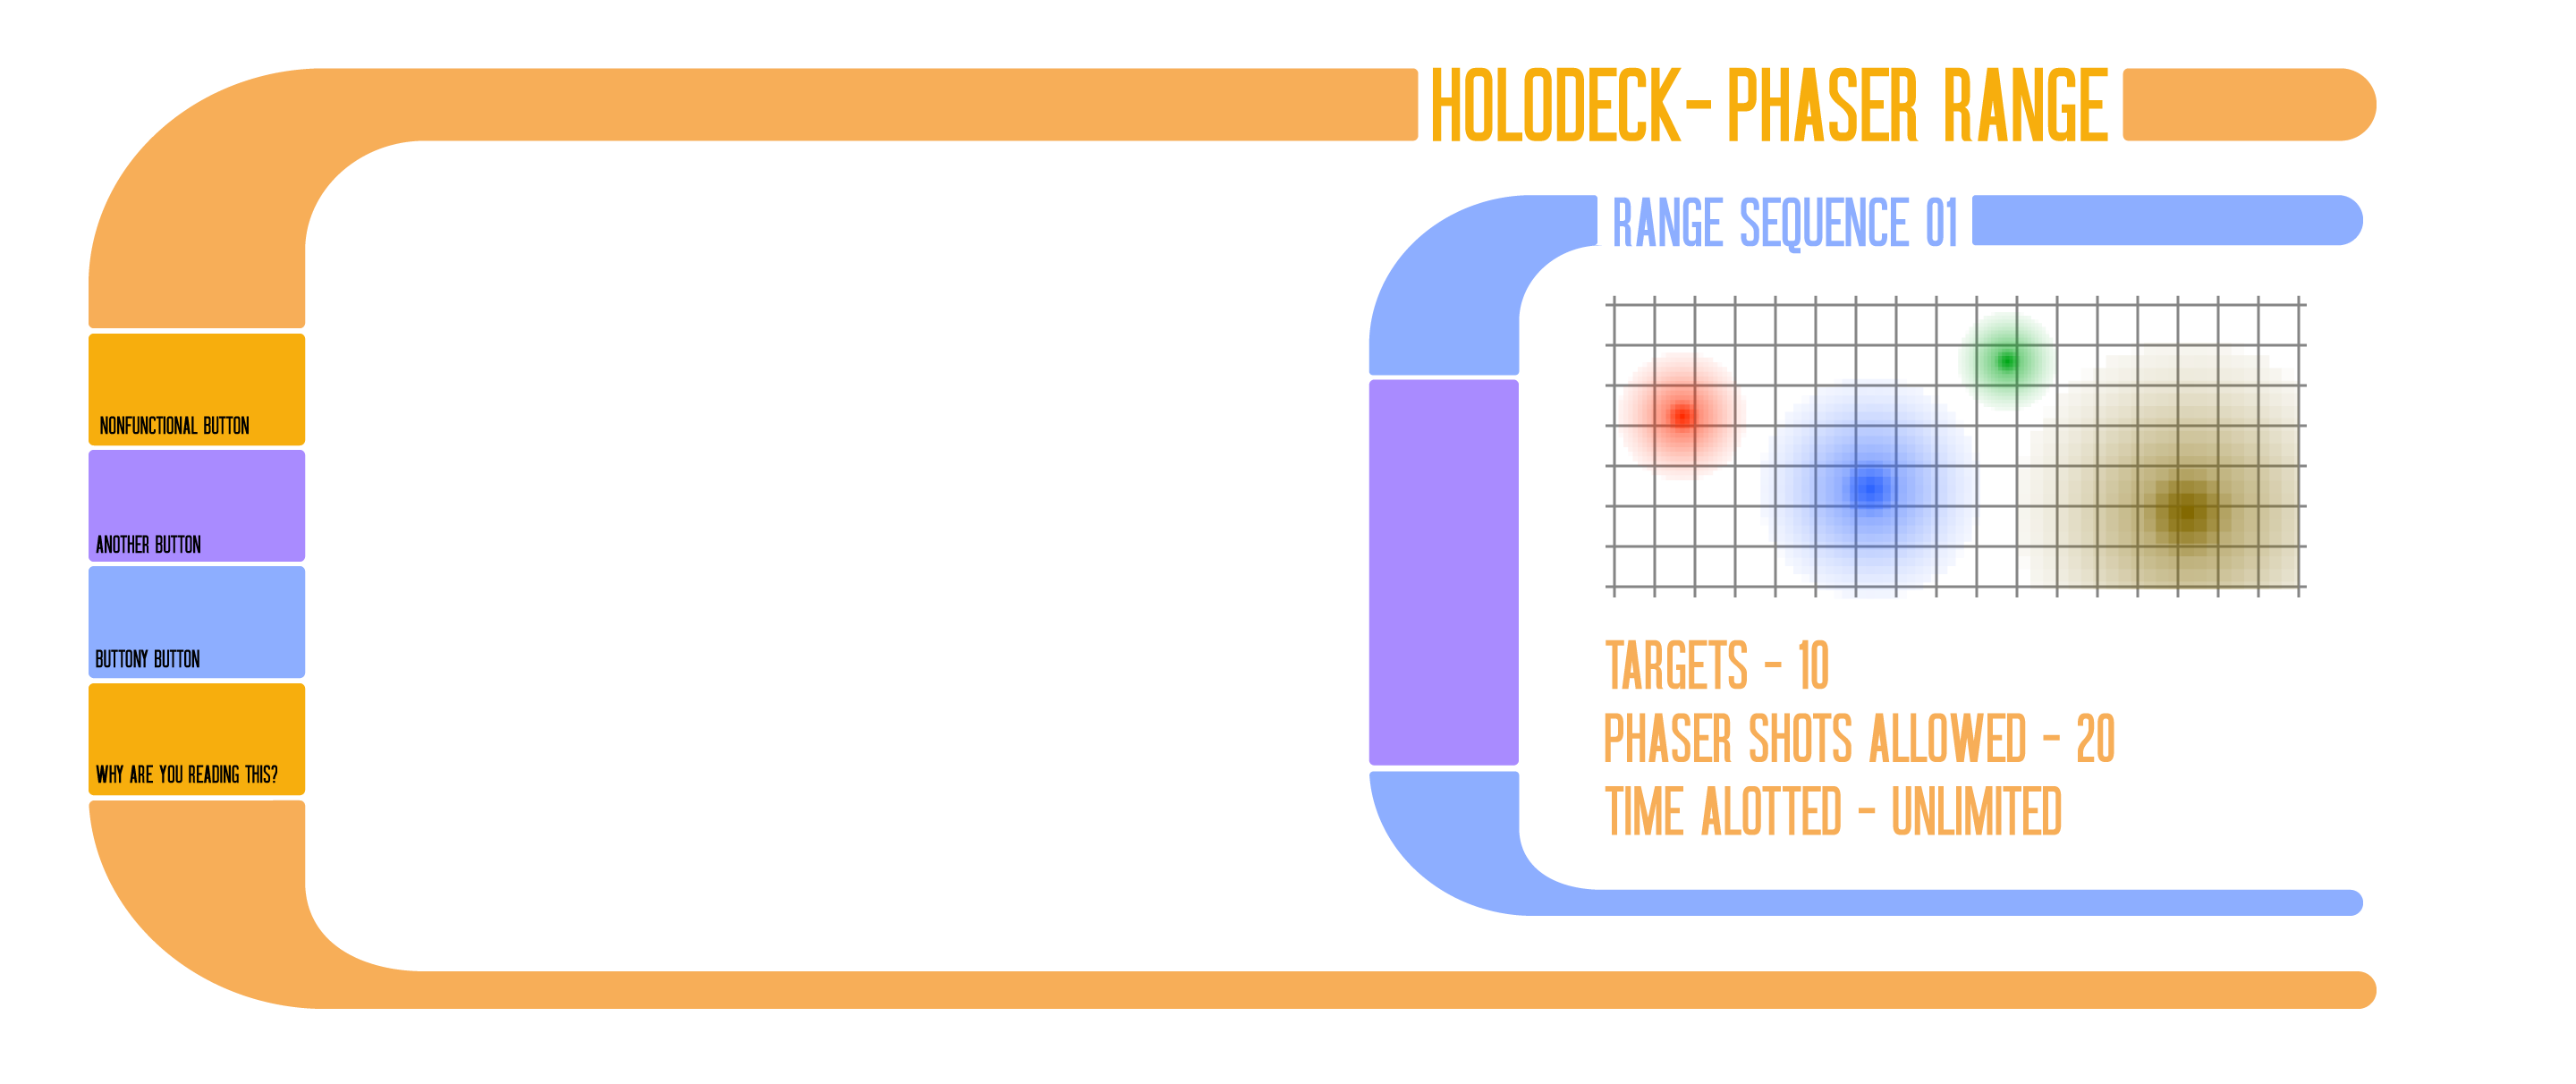 HOLODECK- PHASER RANGE
RANGE SEQUENCE 01
NONFUNCTIONAL BUTTON
ANOTHER BUTTON
BUTTONY BUTTON
WHY ARE YOU READING THIS?
TARGETS - 10
PHASER SHOTS ALLOWED - 20
TIME ALOTTED - UNLIMITED